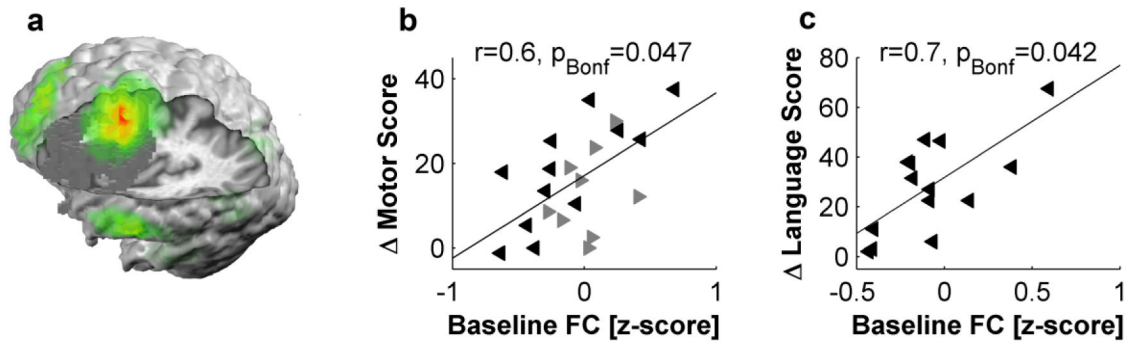 a
b
r=0.6, pBonf=0.047
Δ Motor Score
40
20
0
-1
0
1
Baseline FC [z-score]
c
r=0.7, pBonf=0.042
Δ Language Score
80
60
40
20
0
-0.5
0
0.5
1
Baseline FC [z-score]